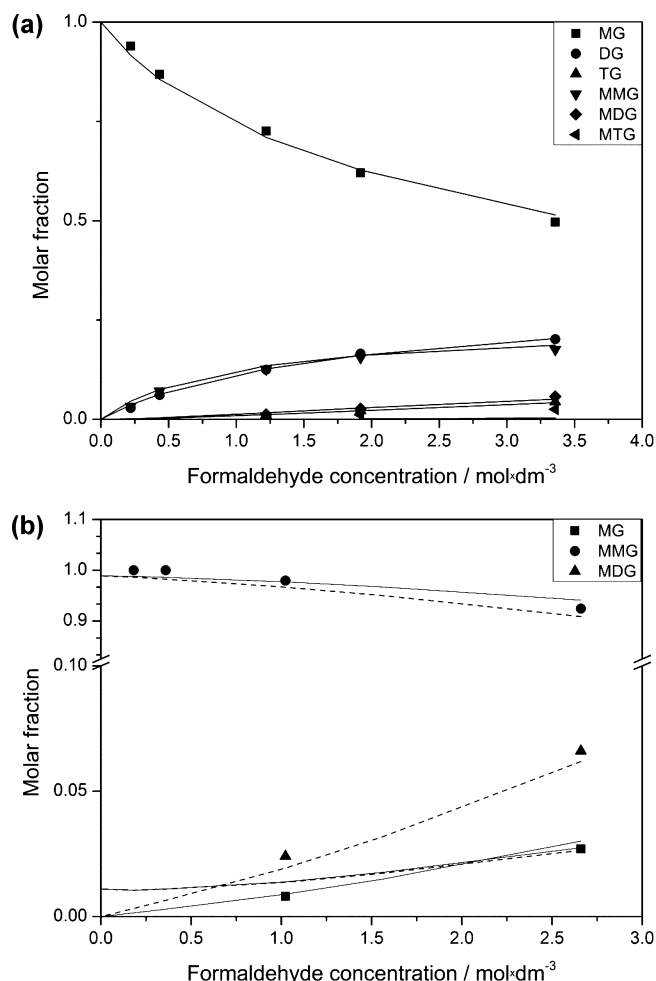 (a)
1.0
0.5
0.0
Molar fraction
MG
DG
TG
MMG
MDG
MTG
0.0 0.5 1.0 1.5 2.0 2.5 3.0 3.5 4.0
Formaldehyde concentration / mol×dm-3
(b)
1.1
1.0
0.9
0.10
0.05
0.00
Molar fraction
MG
MMG
MDG
0.0 0.5 1.0 1.5 2.0 2.5 3.0
Formaldehyde concentration / mol×dm-3